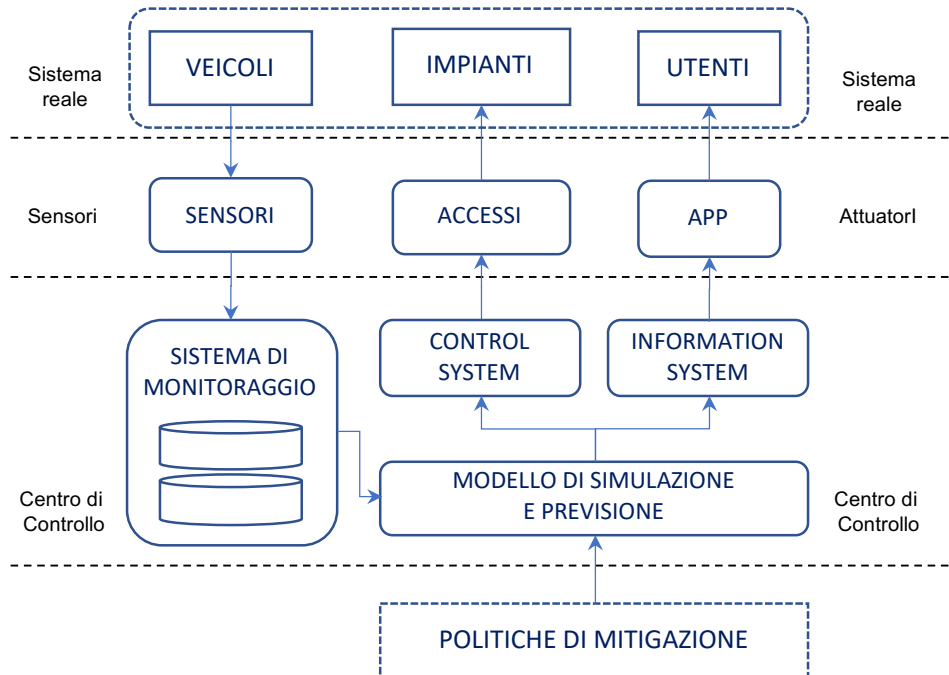 VEICOLI
IMPIANTI
UTENTI
Sistema
reale
Sistema
reale
Sensori
SENSORI
ACCESSI
APP
AttuatorI
SISTEMA DI
MONITORAGGIO
CONTROL
SYSTEM
INFORMATION
SYSTEM
MODELLO DI SIMULAZIONE
E PREVISIONE
Centro di
Controllo
Centro di
Controllo
POLITICHE DI MITIGAZIONE